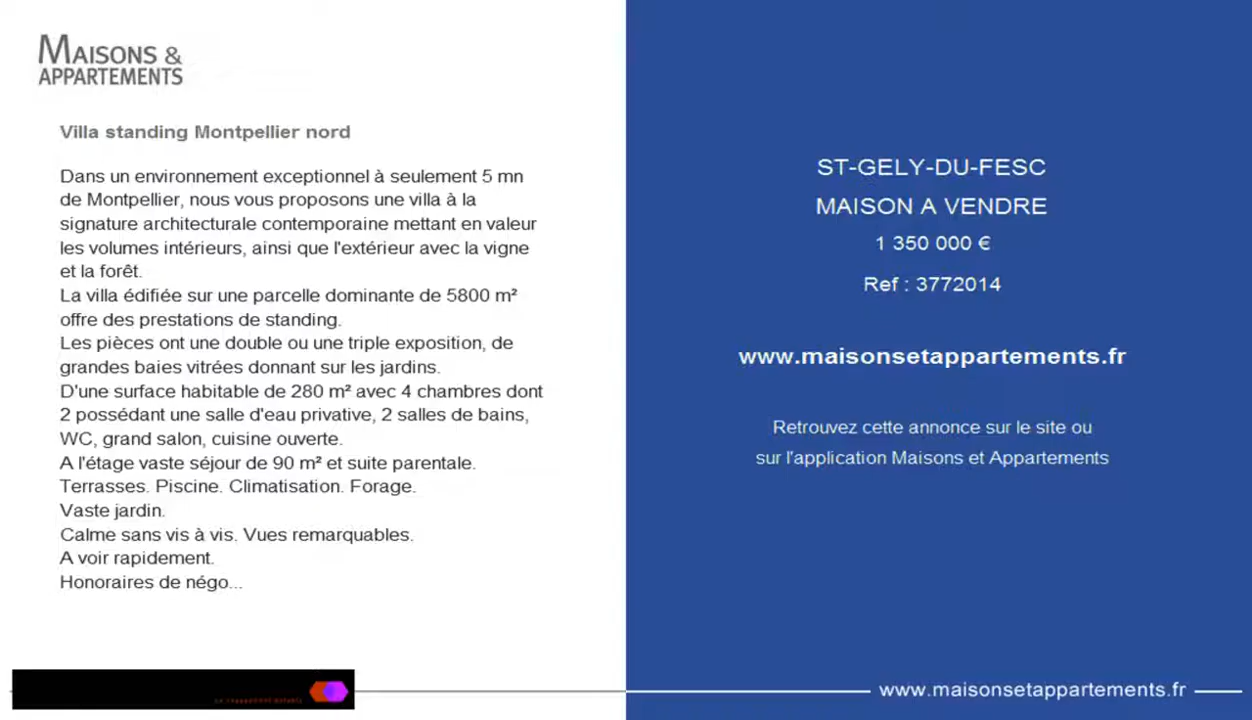 MAISONS &
APPARTEMENTS
Villa standing Montpellier nord
Dans un environnement exceptionnel à seulement 5 mn
de Montpellier, nous vous proposons une villa à la
signature architecturale contemporaine mettant en valeur
les volumes intérieurs, ainsi que l'extérieur avec la vigne
et la forêt.
La villa édifiée sur une parcelle dominante de 5800 m²
offre des prestations de standing.
Les pièces ont une double ou une triple exposition, de
grandes baies vitrées donnant sur les jardins.
D'une surface habitable de 280 m² avec 4 chambres dont
2 possédant une salle d'eau privative, 2 salles de bains,
WC, grand salon, cuisine ouverte.
A l'étage vaste séjour de 90 m² et suite parentale.
Terrasses. Piscine. Climatisation. Forage.
Vaste jardin.
Calme sans vis à vis. Vues remarquables.
A voir rapidement.
Honoraires de négo...
ST-GELY-DU-FESC
MAISON A VENDRE
1 350 000 €
Ref : 3772014
www.maisonsetappartements.fr
Retrouvez cette annonce sur le site ou
sur l'application Maisons et Appartements
www.maisonsetappartements.fr